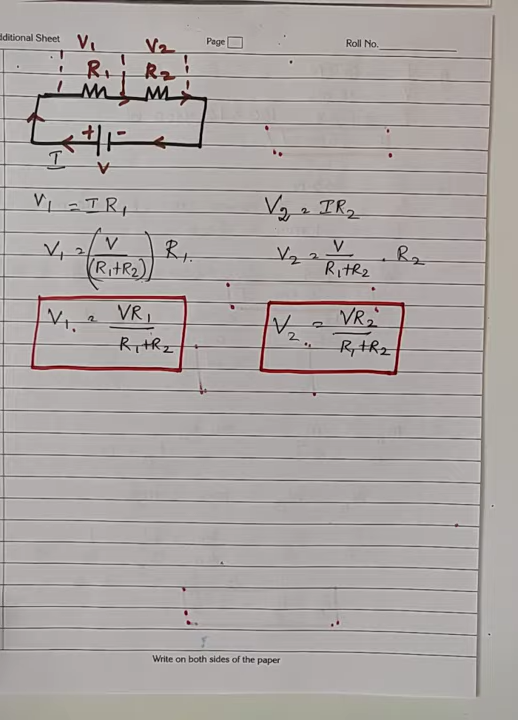 dditional Sheet
Page
Roll No.
V₁ V₂
R₁ R₂
+ -
I
V
V₁ = IR₁
V₂ = IR₂
V₁ = (V/(R₁+R₂)) R₁.
V₂ = V/(R₁+R₂) . R₂
V₁. = VR₁/(R₁+R₂)
V₂ = VR₂/(R₁+R₂)
Write on both sides of the paper